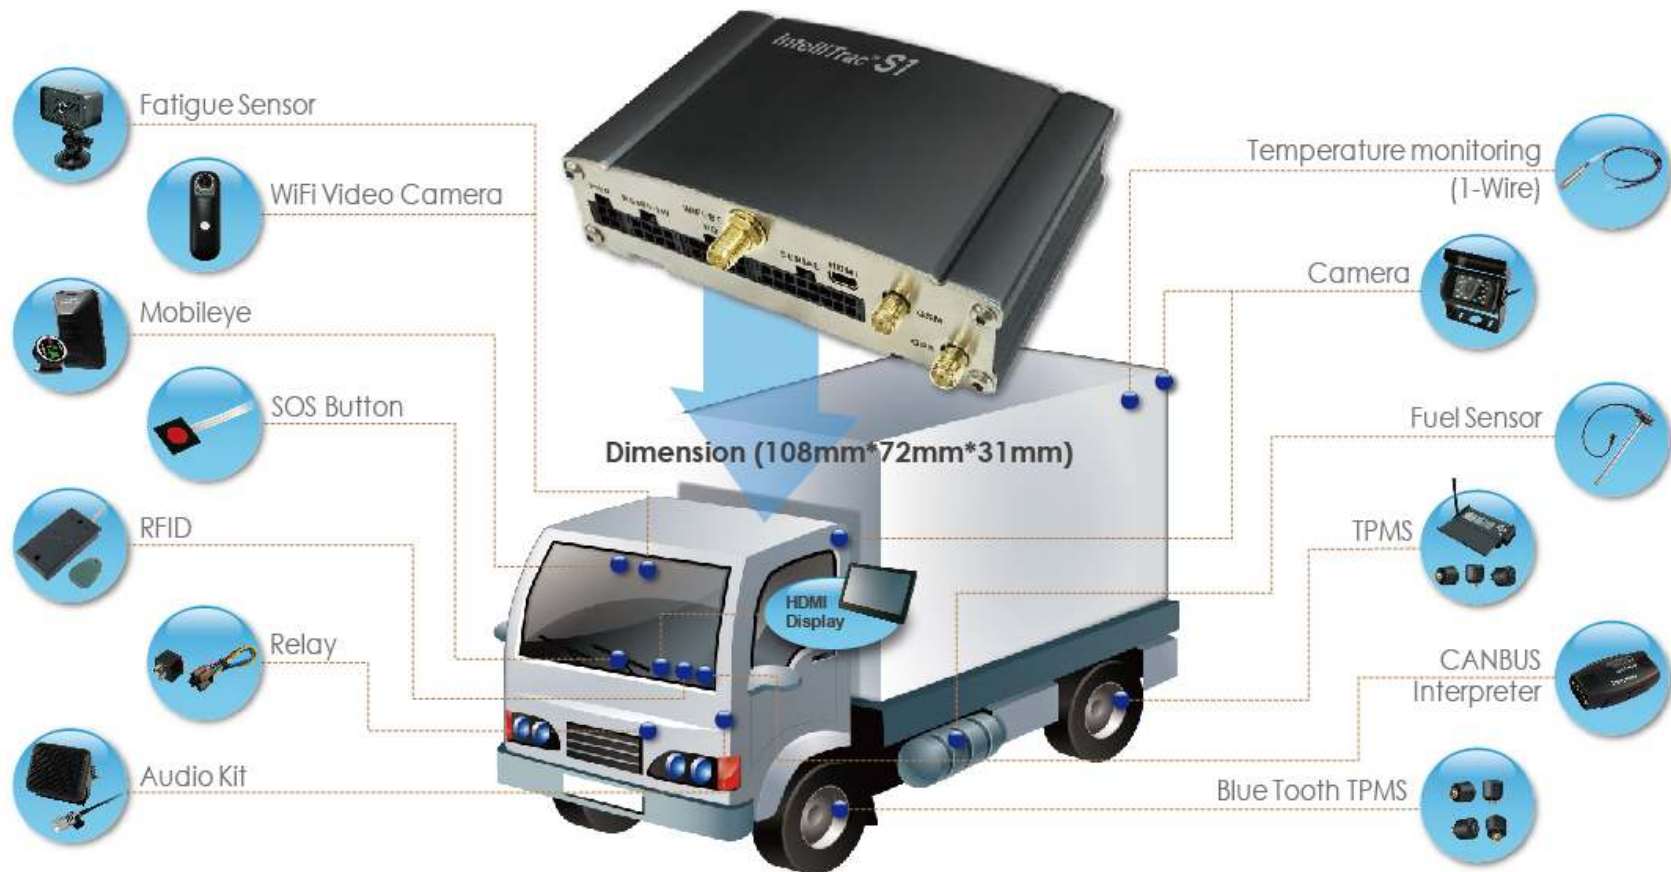 IntelliTrac™ S1
Fatigue Sensor
WiFi Video Camera
Mobileye
SOS Button
RFID
Relay
Audio Kit
SERIAL
HDMI
GSM
GPS
Dimension (108mm*72mm*31mm)
HDMI
Display
Temperature monitoring
(1-Wire)
Camera
Fuel Sensor
TPMS
CANBUS
Interpreter
Blue Tooth TPMS